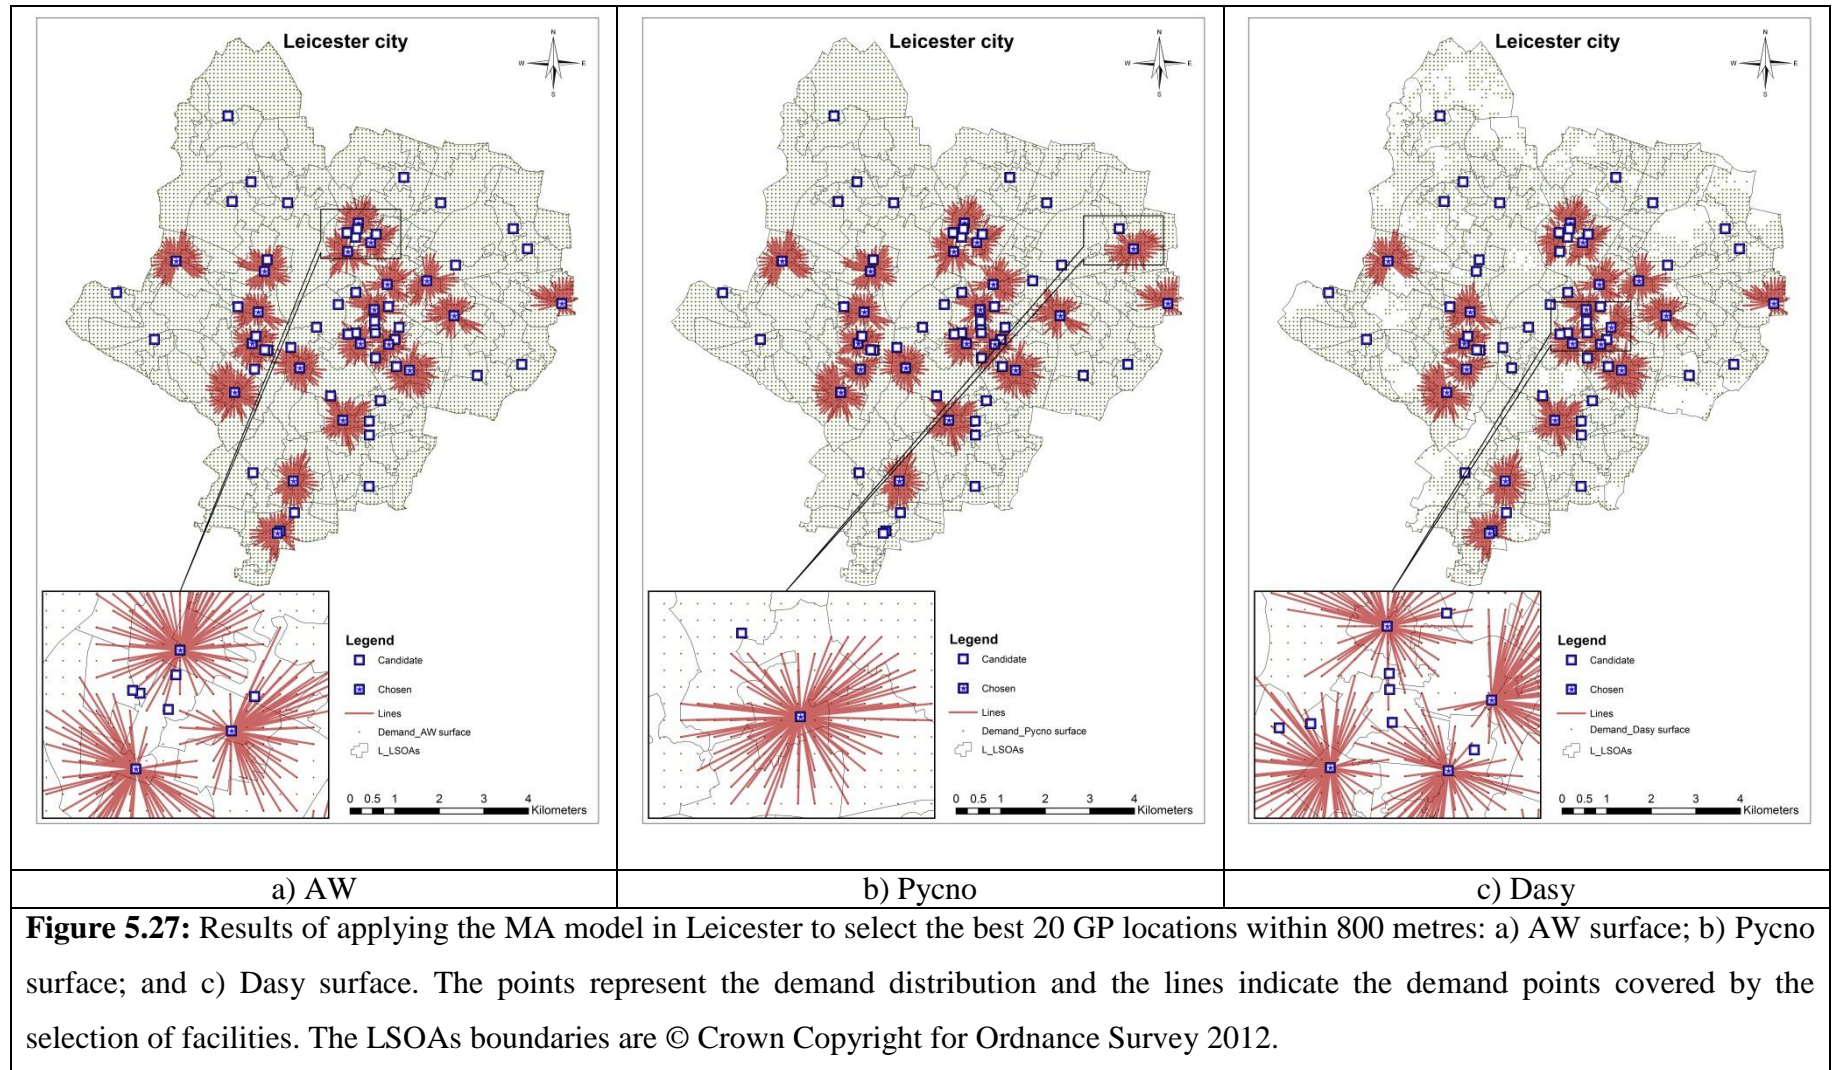 Leicester city
N
W E
S
Legend
Candidate
Chosen
Lines
Demand_AW surface
L_LSOAs
0 0.5 1 2 3 4
Kilometers
Leicester city
N
W E
S
Legend
Candidate
Chosen
Lines
Demand_Pycno surface
L_LSOAs
0 0.5 1 2 3 4
Kilometers
Leicester city
N
W E
S
Legend
Candidate
Chosen
Lines
Demand_Dasy surface
L_LSOAs
0 0.5 1 2 3 4
Kilometers
a) AW
b) Pycno
c) Dasy
Figure 5.27: Results of applying the MA model in Leicester to select the best 20 GP locations within 800 metres: a) AW surface; b) Pycno
surface; and c) Dasy surface. The points represent the demand distribution and the lines indicate the demand points covered by the
selection of facilities. The LSOAs boundaries are © Crown Copyright for Ordnance Survey 2012.